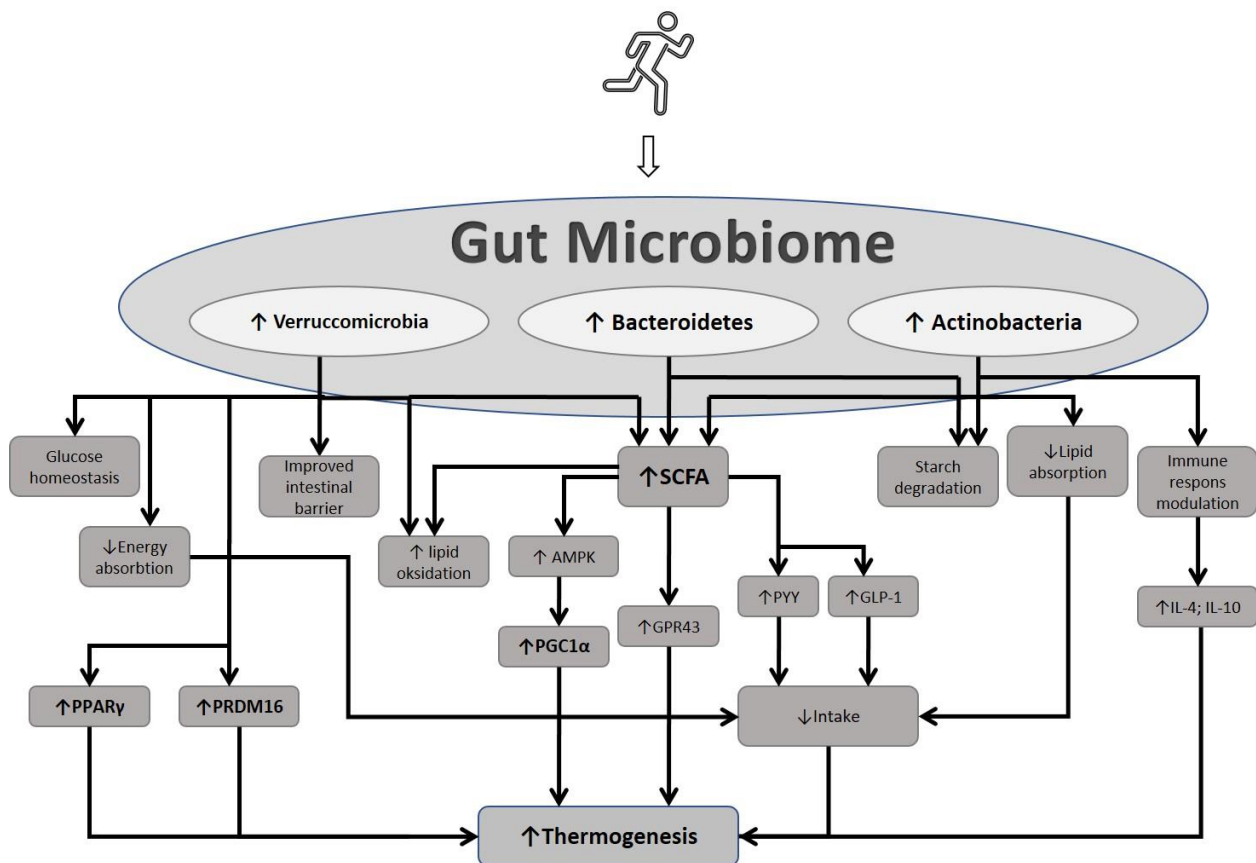 Gut Microbiome
↑ Verruccomicrobia
↑ Bacteroidetes
↑ Actinobacteria
Glucose
homeostasis
Improved
intestinal
barrier
↑SCFA
Starch
degradation
↓Lipid
absorption
Immune
respons
modulation
↓Energy
absorbtion
↑ lipid
oksidation
↑ AMPK
↑PYY
↑GLP-1
↑IL-4; IL-10
↑PGC1α
↑GPR43
↑PPARγ
↑PRDM16
↓Intake
↑Thermogenesis